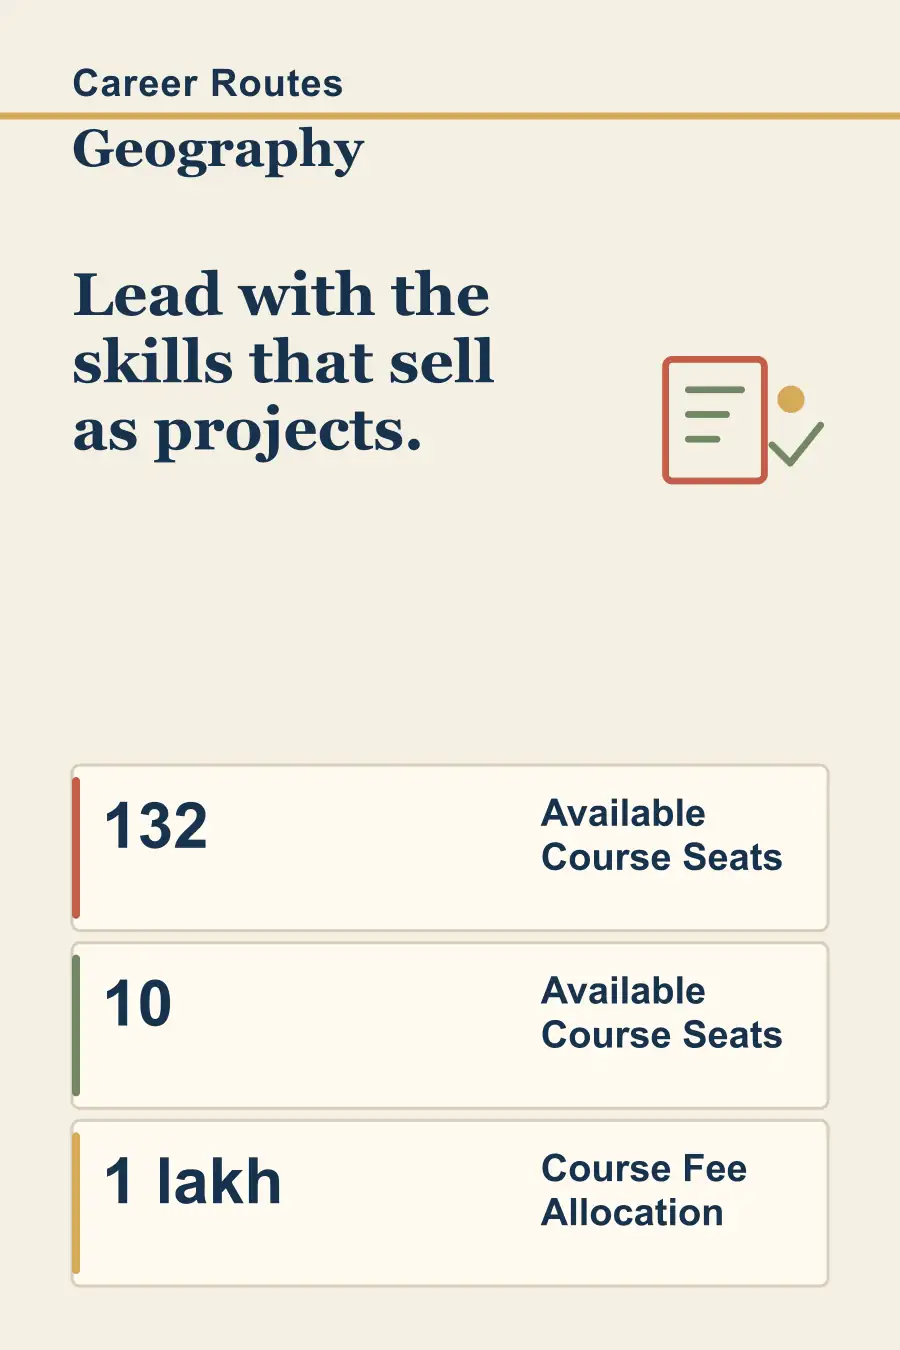 Career Routes
Geography
Lead with the
skills that sell
as projects.
132
Available
Course Seats
10
Available
Course Seats
1 lakh
Course Fee
Allocation